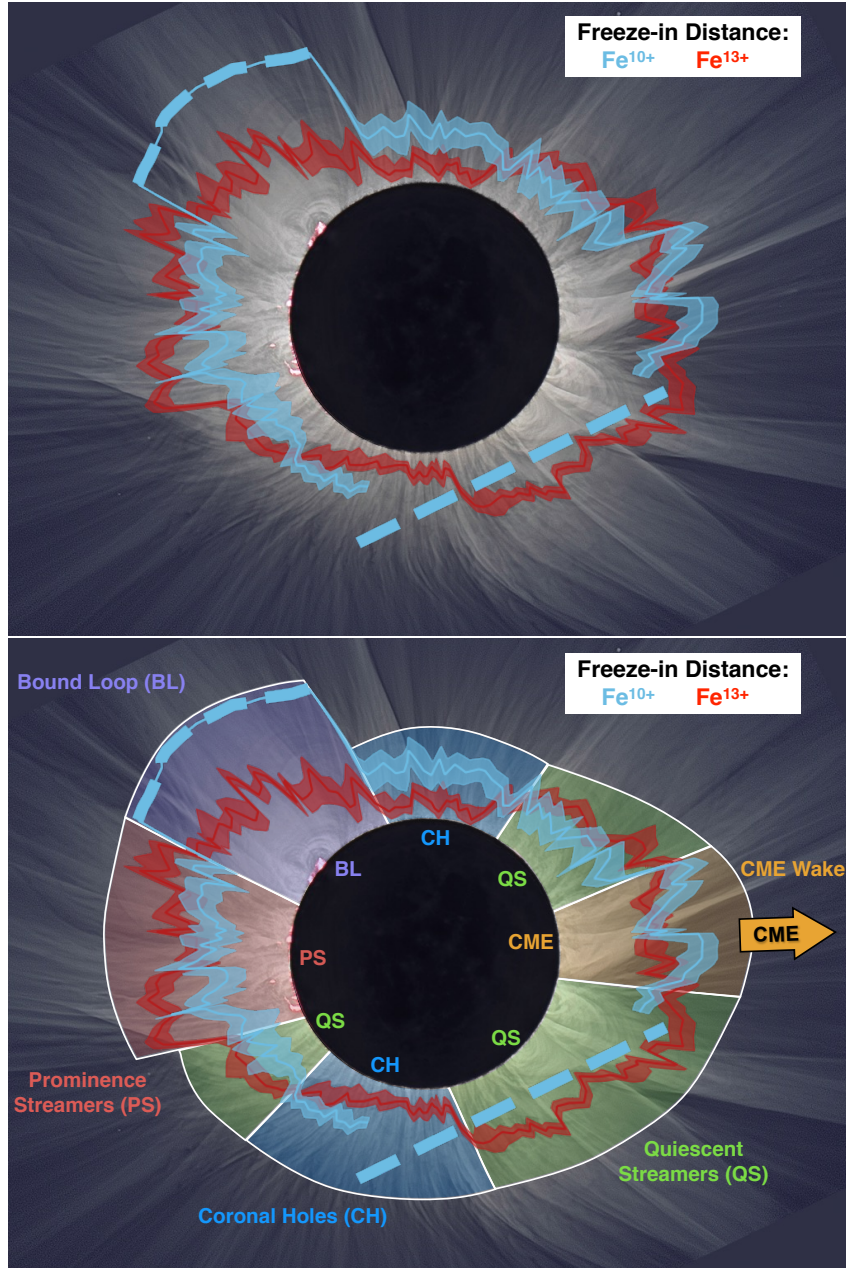 Freeze-in Distance:
Fe10+ Fe13+
Bound Loop (BL)
Freeze-in Distance:
Fe10+ Fe13+
CH
BL
QS
CME Wake
CME
CME
PS
QS
QS
CH
Prominence
Streamers (PS)
Quiescent
Streamers (QS)
Coronal Holes (CH)